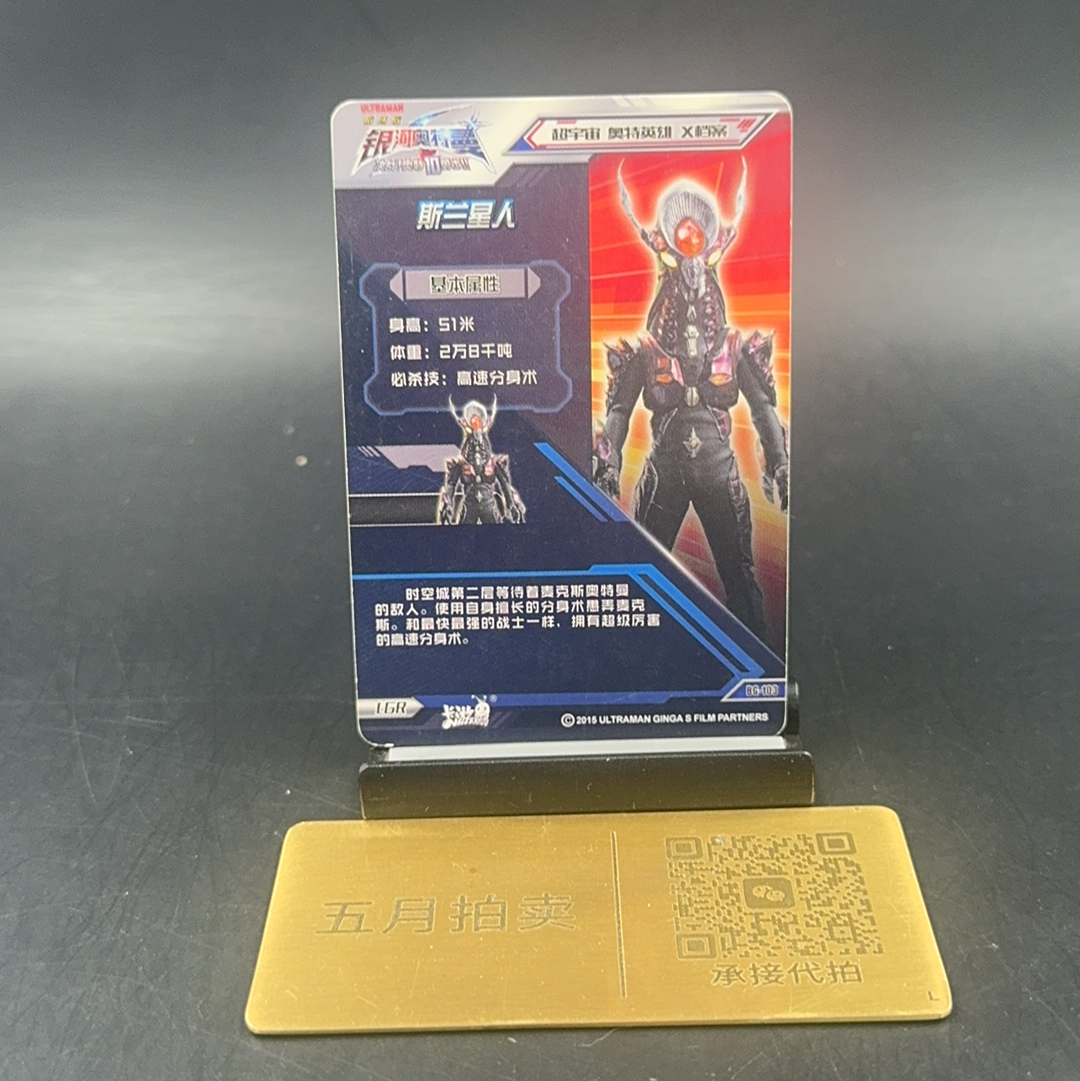 ULTRAMAN
剧场版
银河奥特曼
超宇宙 奥特英雄 X档案
斯兰星人
基本属性
身高：51米
体重：2万8千吨
必杀技：高速分身术
时空城第二层等待着麦克斯奥特曼
的敌人。使用自身擅长的分身术愚弄麦克
斯。和最快最强的战士一样，拥有超级厉害
的高速分身术。
BG-103
LGR
卡游
®
© 2015 ULTRAMAN GINGA S FILM PARTNERS
五月拍卖
承接代拍
L